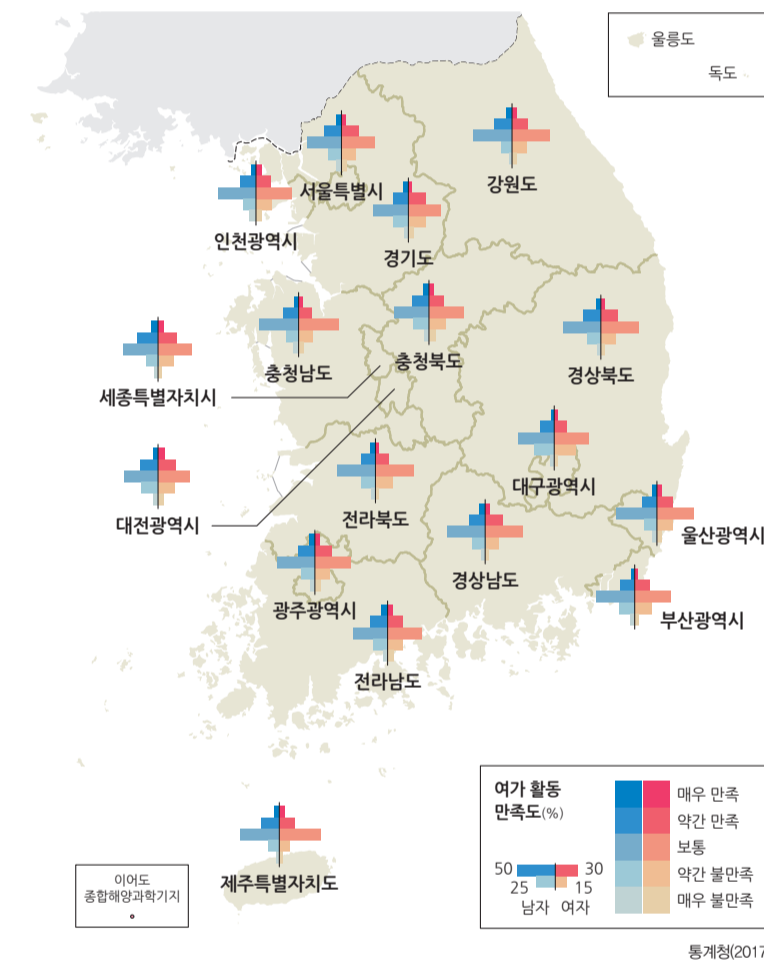 울릉도
독도
강원도
서울특별시
인천광역시
경기도
충청북도
충청남도
경상북도
세종특별자치시
대구광역시
전라북도
대전광역시
울산광역시
경상남도
광주광역시
부산광역시
전라남도
제주특별자치도
이어도
종합해양과학기지
여가 활동
만족도(%)
50 30
25 15
남자 여자
매우 만족
약간 만족
보통
약간 불만족
매우 불만족
통계청(2017